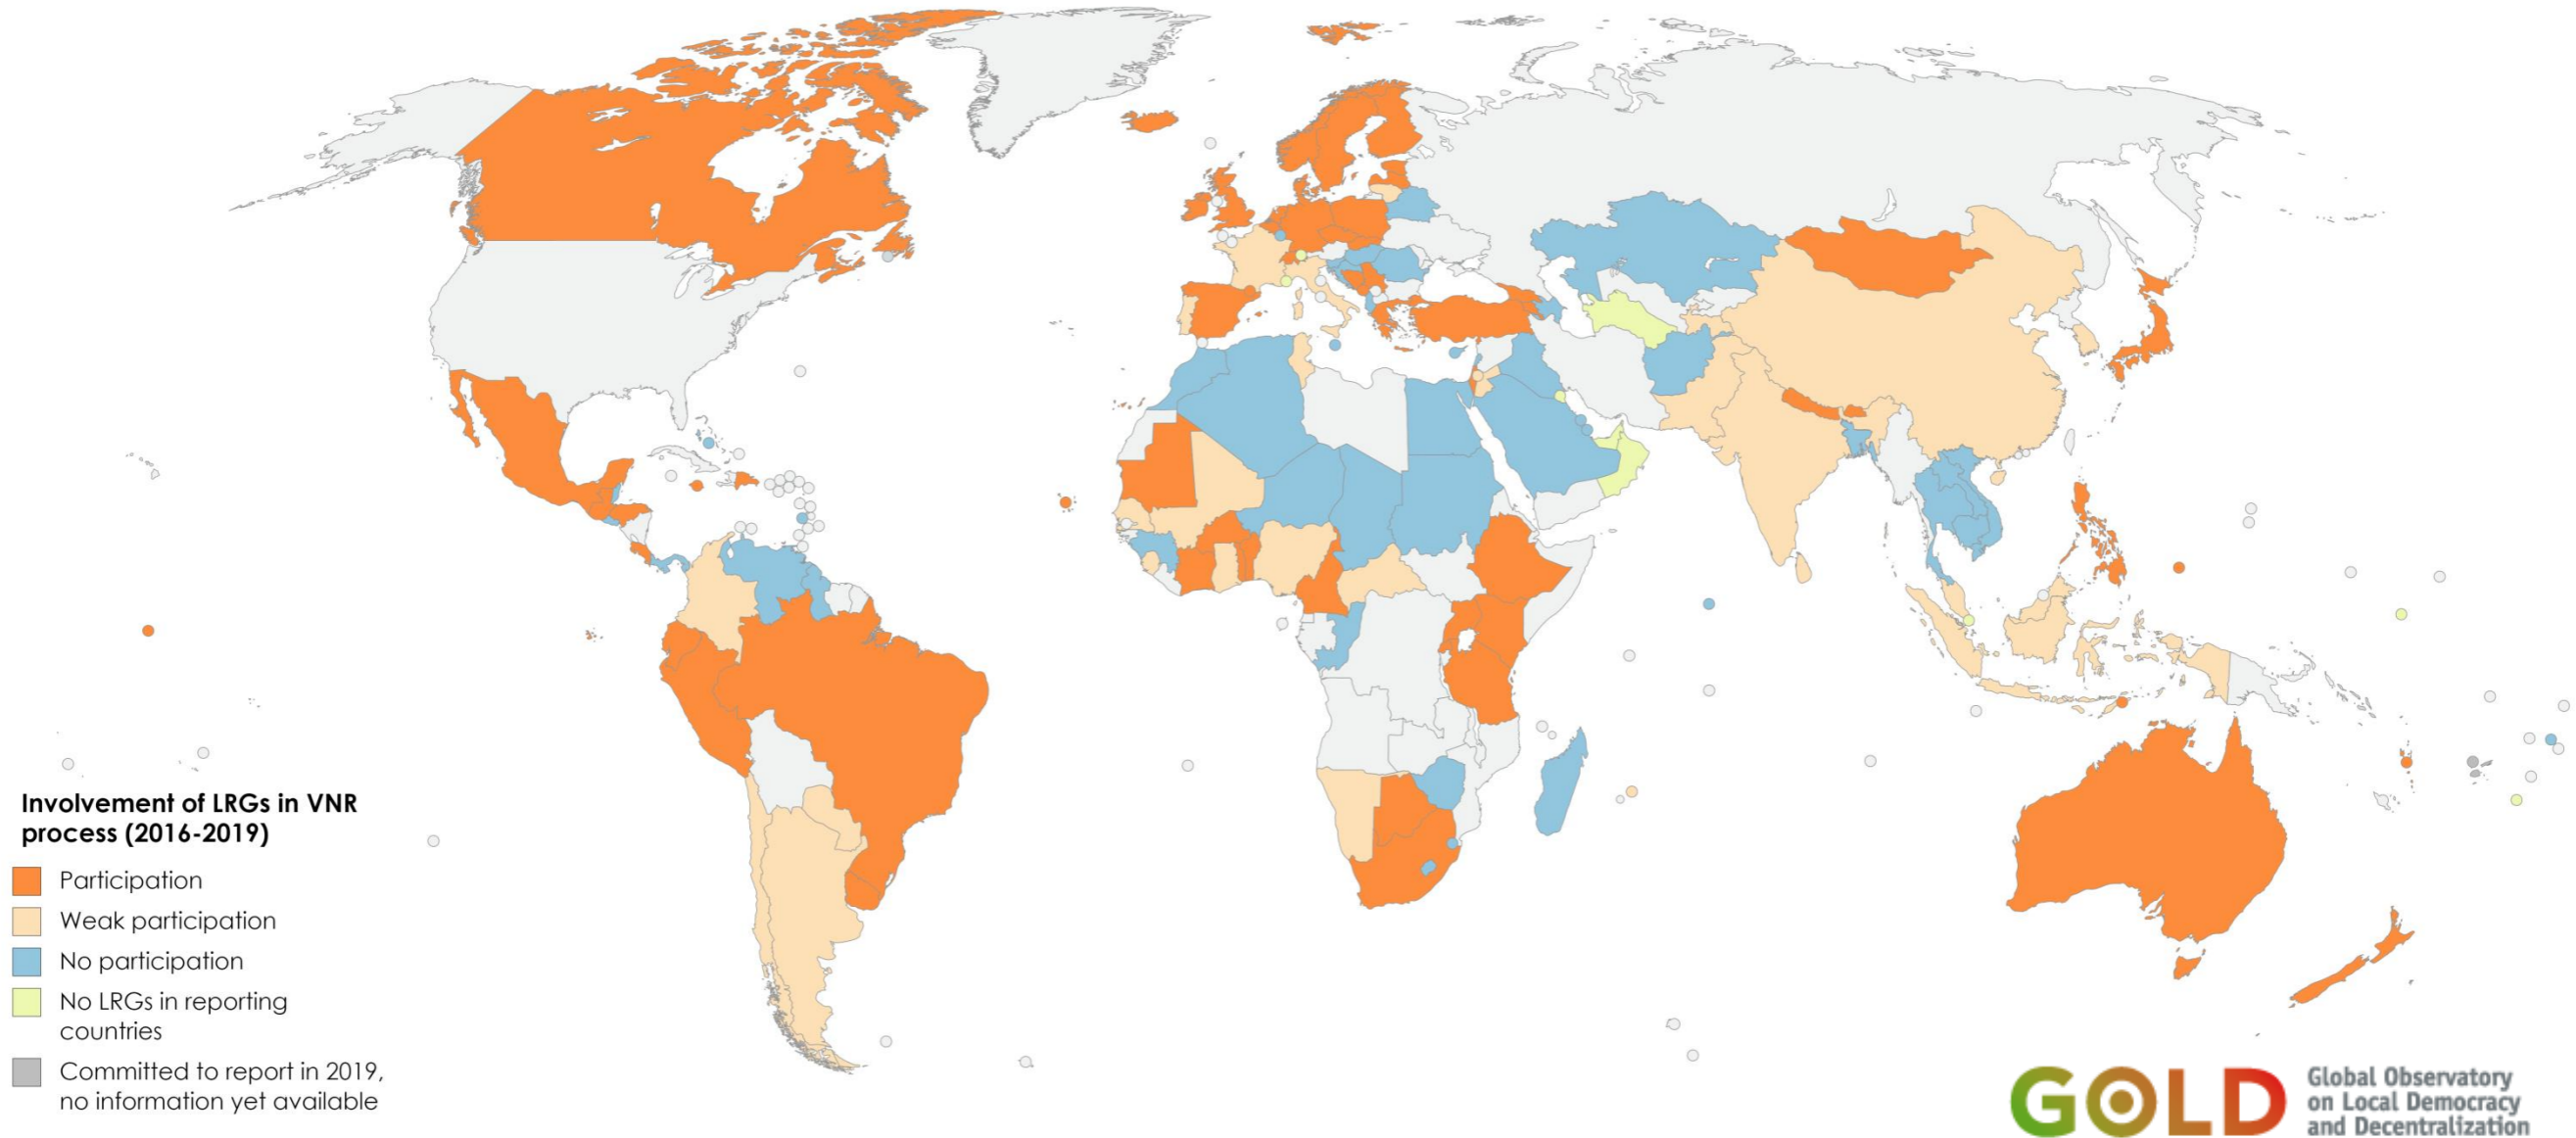 Involvement of LRGs in VNR
process (2016-2019)
Participation
Weak participation
No participation
No LRGs in reporting
countries
Committed to report in 2019,
no information yet available
GOLD
Global Observatory
on Local Democracy
and Decentralization